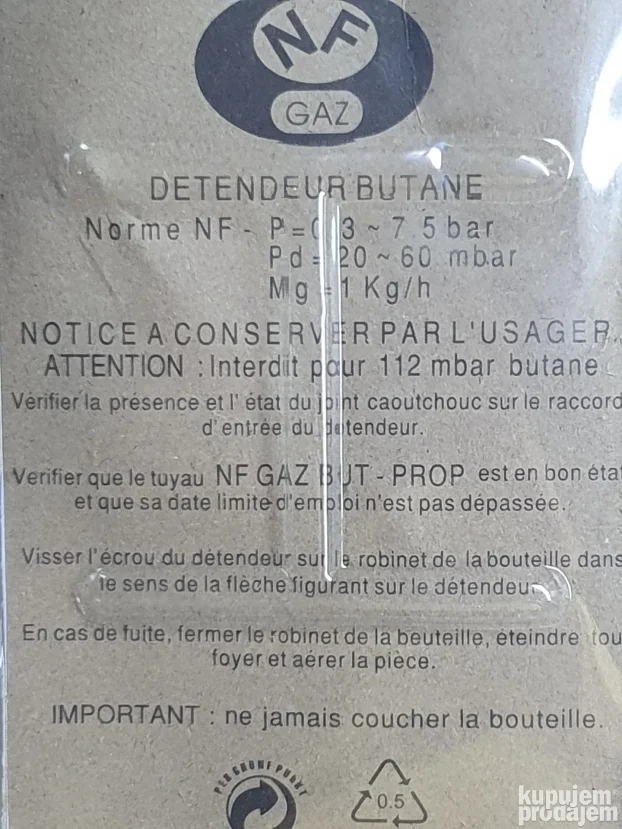 NF
GAZ
DETENDEUR BUTANE
Norme NF - P = 0 3 ~ 7 5 bar
Pd = 20 ~ 60 mbar
Mg = 1 Kg/h
NOTICE A CONSERVER PAR L'USAGER.
ATTENTION : Interdit pour 112 mbar butane
Vérifier la présence et l' état du joint caoutchouc sur le raccord
d' entrée du detendeur.
Verifier que le tuyau NF GAZ BUT - PROP est en bon état
et que sa date limite d'emploi n'est pas dépassée.
Visser l'écrou du détendeur sur le robinet de la bouteille dans
le sens de la flèche figurant sur le détendeur
En cas de fuite, fermer le robinet de la beuteille, éteindre tou
foyer et aérer la pièce.
IMPORTANT : ne jamais coucher la bouteille.
0.5
kupujem
prodajem